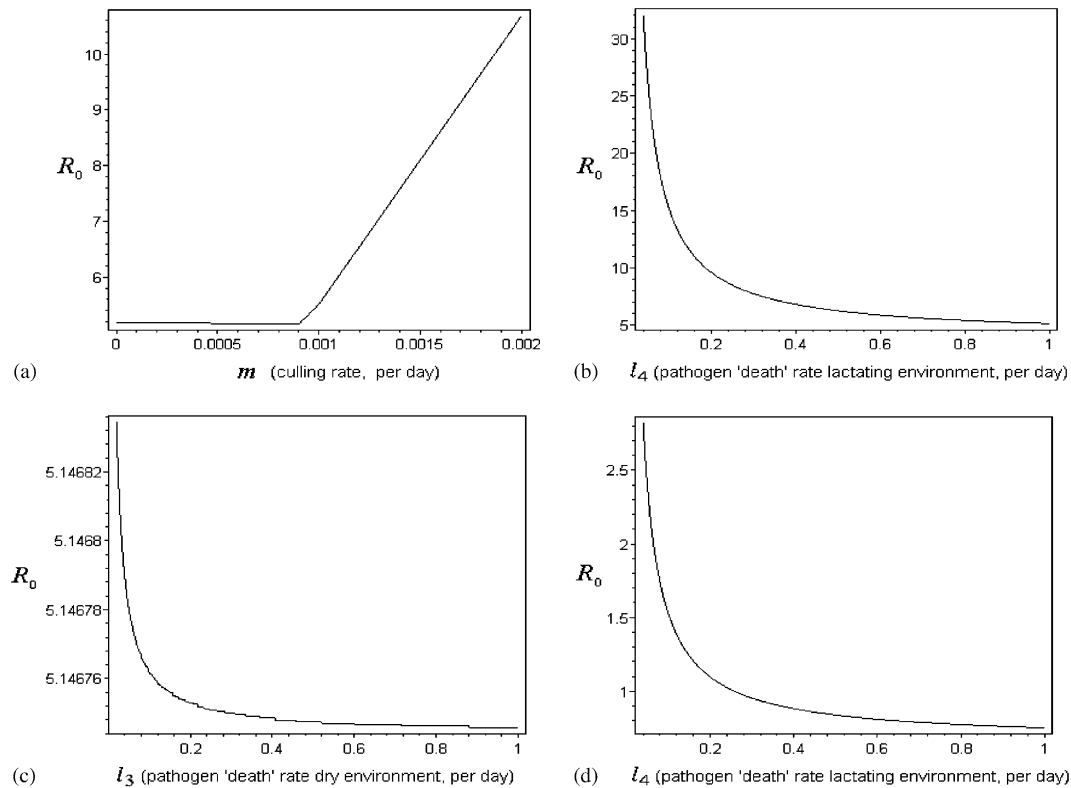 10
9
R₀ 8
7
6
0 0.0005 0.001 0.0015 0.002
(a) m (culling rate, per day)
30
25
20
R₀
15
10
5
0.2 0.4 0.6 0.8 1
(b) l₄ (pathogen 'death' rate lactating environment, per day)
5.14682
5.1468
R₀
5.14678
5.14676
0.2 0.4 0.6 0.8 1
(c) l₃ (pathogen 'death' rate dry environment, per day)
2.5
2
R₀
1.5
1
0.2 0.4 0.6 0.8 1
(d) l₄ (pathogen 'death' rate lactating environment, per day)